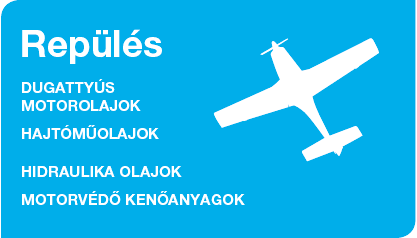 Repülés
DUGATTYÚS
MOTOROLAJOK
HAJTÓMŰOLAJOK
HIDRAULIKA OLAJOK
MOTORVÉDŐ KENŐANYAGOK